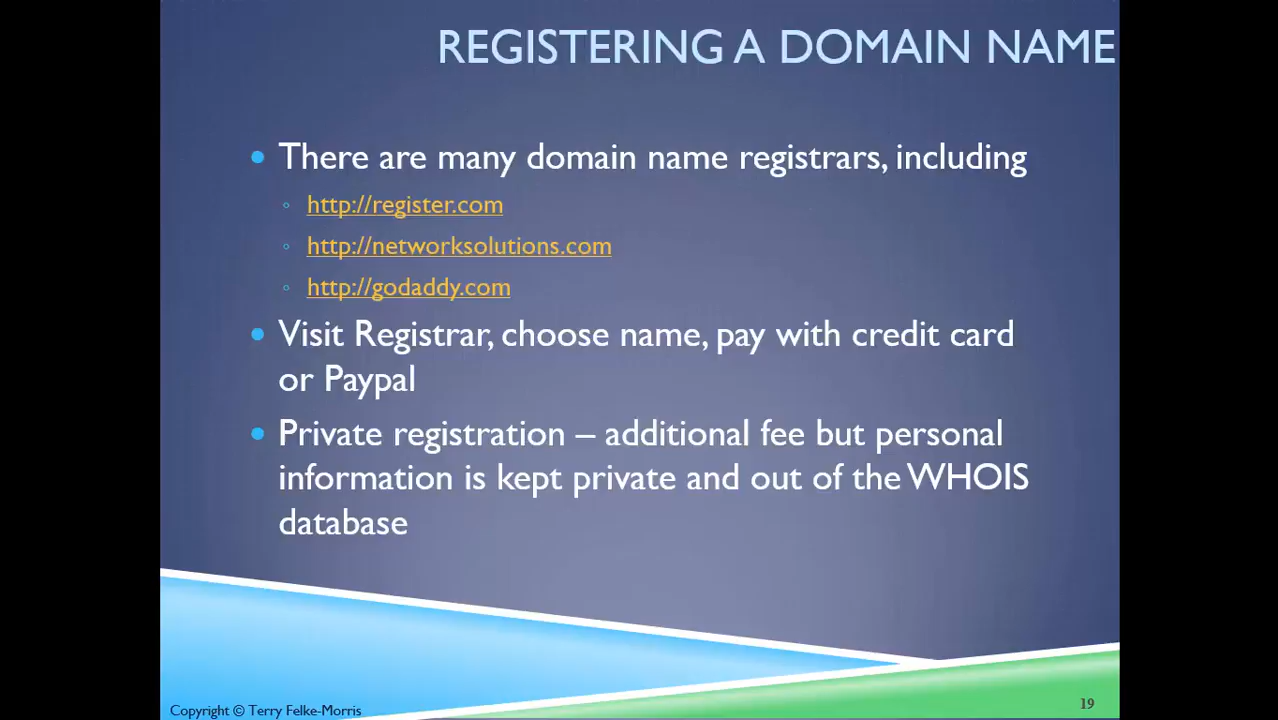 REGISTERING A DOMAIN NAME
• There are many domain name registrars, including
◦ http://register.com
◦ http://networksolutions.com
◦ http://godaddy.com
• Visit Registrar, choose name, pay with credit card
or Paypal
• Private registration – additional fee but personal
information is kept private and out of the WHOIS
database
Copyright © Terry Felke-Morris
19